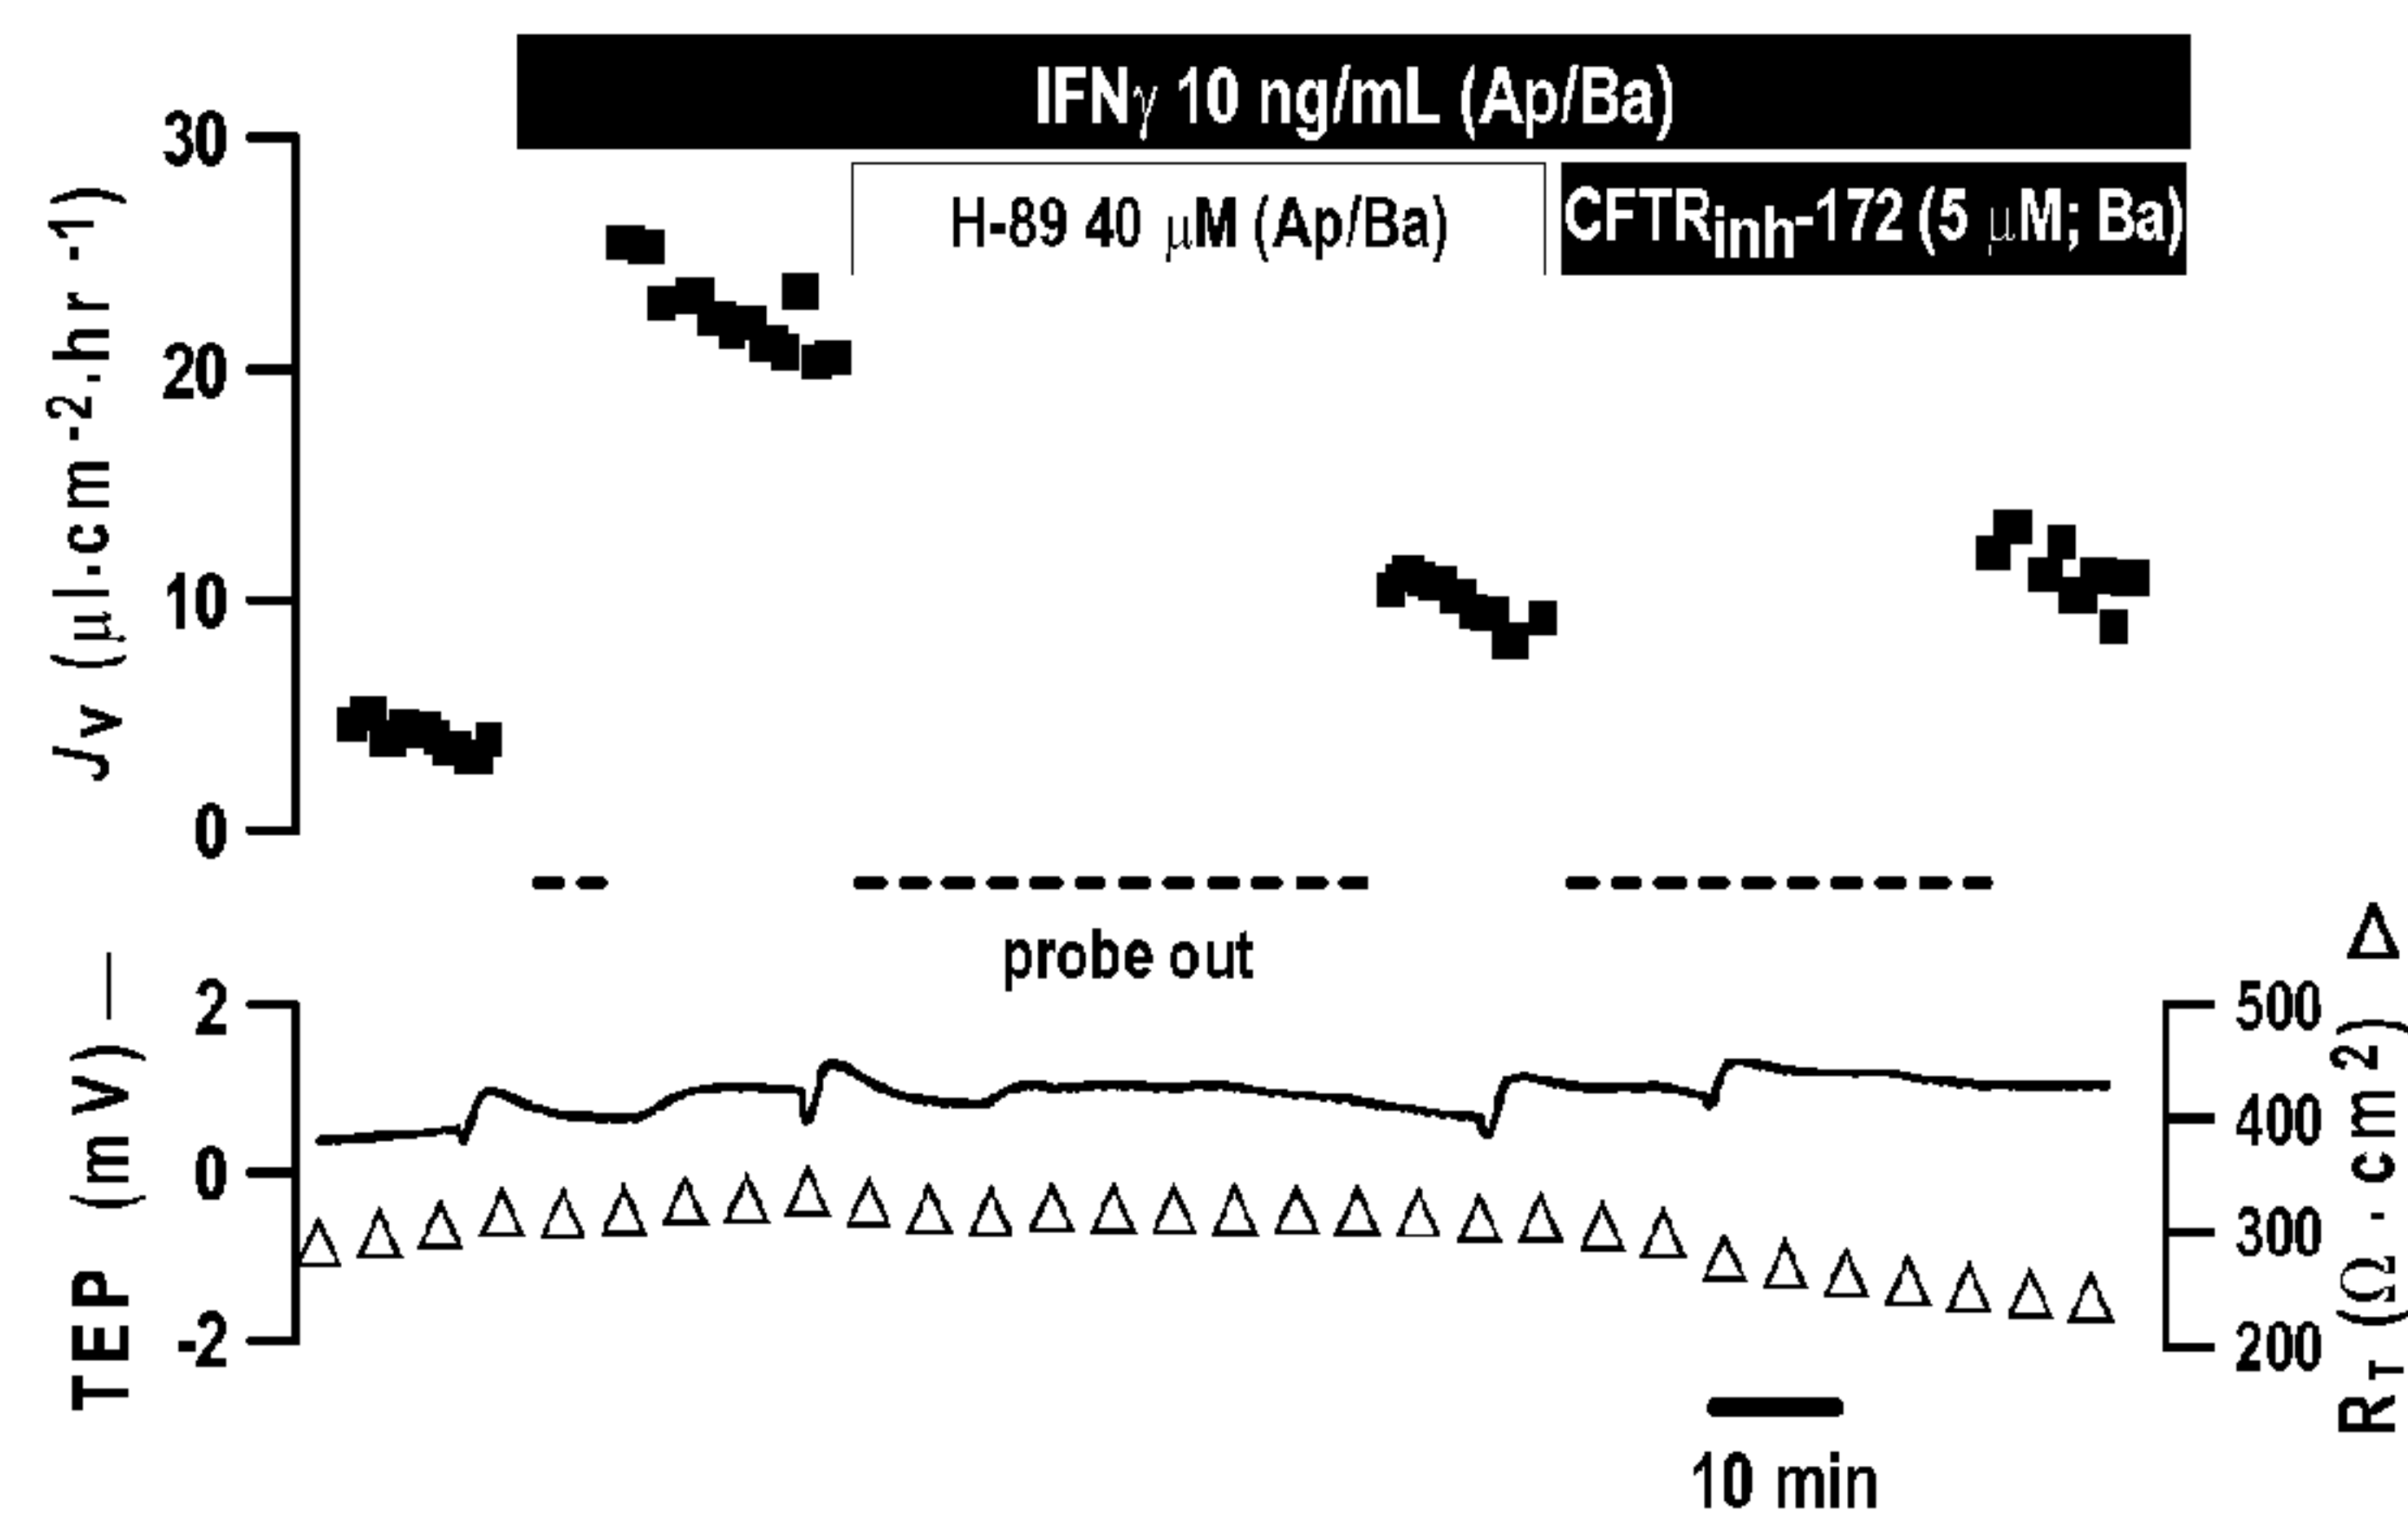 IFNγ 10 ng/mL (Ap/Ba)
H-89 40 μM (Ap/Ba)
CFTRinh-172 (5 μM; Ba)
Jv (μl.cm-2.hr-1)
30
20
10
0
probe out
TEP (mV) —
2
0
-2
RT (Ω · cm2) Δ
500
400
300
200
10 min